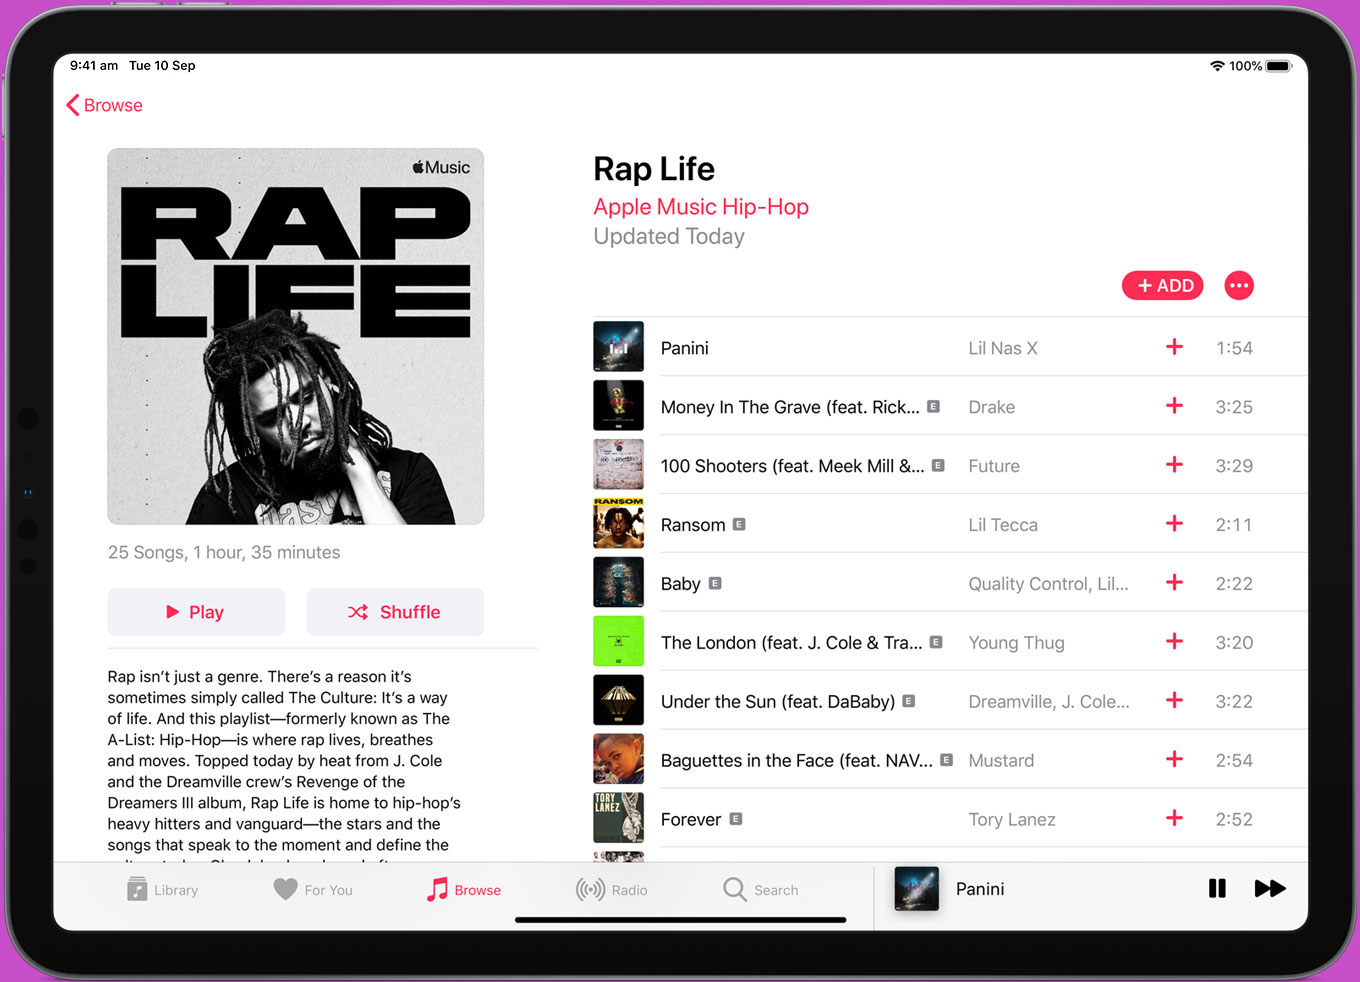 9:41 am Tue 10 Sep
100%
Browse
Music
RAP
LIFE
25 Songs, 1 hour, 35 minutes
Play
Shuffle
Rap isn’t just a genre. There’s a reason it’s
sometimes simply called The Culture: It’s a way
of life. And this playlist—formerly known as The
A-List: Hip-Hop—is where rap lives, breathes
and moves. Topped today by heat from J. Cole
and the Dreamville crew’s Revenge of the
Dreamers III album, Rap Life is home to hip-hop’s
heavy hitters and vanguard—the stars and the
songs that speak to the moment and define the
Rap Life
Apple Music Hip-Hop
Updated Today
+ ADD
Panini Lil Nas X + 1:54
Money In The Grave (feat. Rick... E Drake + 3:25
100 Shooters (feat. Meek Mill &... E Future + 3:29
RANSOM
Ransom E Lil Tecca + 2:11
Baby E Quality Control, Lil... + 2:22
The London (feat. J. Cole & Tra... E Young Thug + 3:20
Under the Sun (feat. DaBaby) E Dreamville, J. Cole... + 3:22
Baguettes in the Face (feat. NAV... E Mustard + 2:54
TORY
LANEZ
Forever E Tory Lanez + 2:52
Library
For You
Browse
Radio
Search
Panini